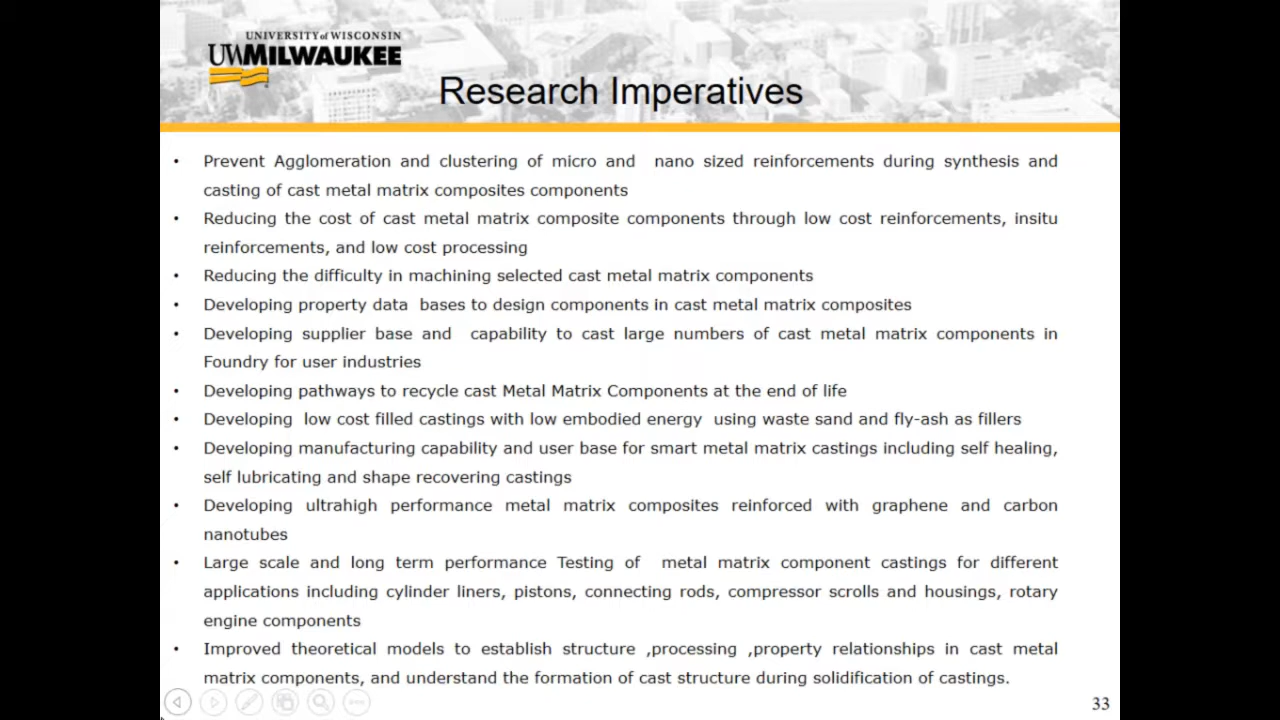 UNIVERSITY of WISCONSIN
UWMILWAUKEE
Research Imperatives
• Prevent Agglomeration and clustering of micro and nano sized reinforcements during synthesis and
casting of cast metal matrix composites components
• Reducing the cost of cast metal matrix composite components through low cost reinforcements, insitu
reinforcements, and low cost processing
• Reducing the difficulty in machining selected cast metal matrix components
• Developing property data bases to design components in cast metal matrix composites
• Developing supplier base and capability to cast large numbers of cast metal matrix components in
Foundry for user industries
• Developing pathways to recycle cast Metal Matrix Components at the end of life
• Developing low cost filled castings with low embodied energy using waste sand and fly-ash as fillers
• Developing manufacturing capability and user base for smart metal matrix castings including self healing,
self lubricating and shape recovering castings
• Developing ultrahigh performance metal matrix composites reinforced with graphene and carbon
nanotubes
• Large scale and long term performance Testing of metal matrix component castings for different
applications including cylinder liners, pistons, connecting rods, compressor scrolls and housings, rotary
engine components
• Improved theoretical models to establish structure ,processing ,property relationships in cast metal
matrix components, and understand the formation of cast structure during solidification of castings.
33